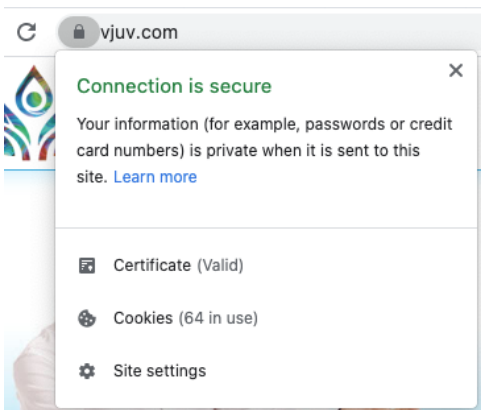 vjuv.com
Connection is secure
Your information (for example, passwords or credit
card numbers) is private when it is sent to this
site. Learn more
Certificate (Valid)
Cookies (64 in use)
Site settings